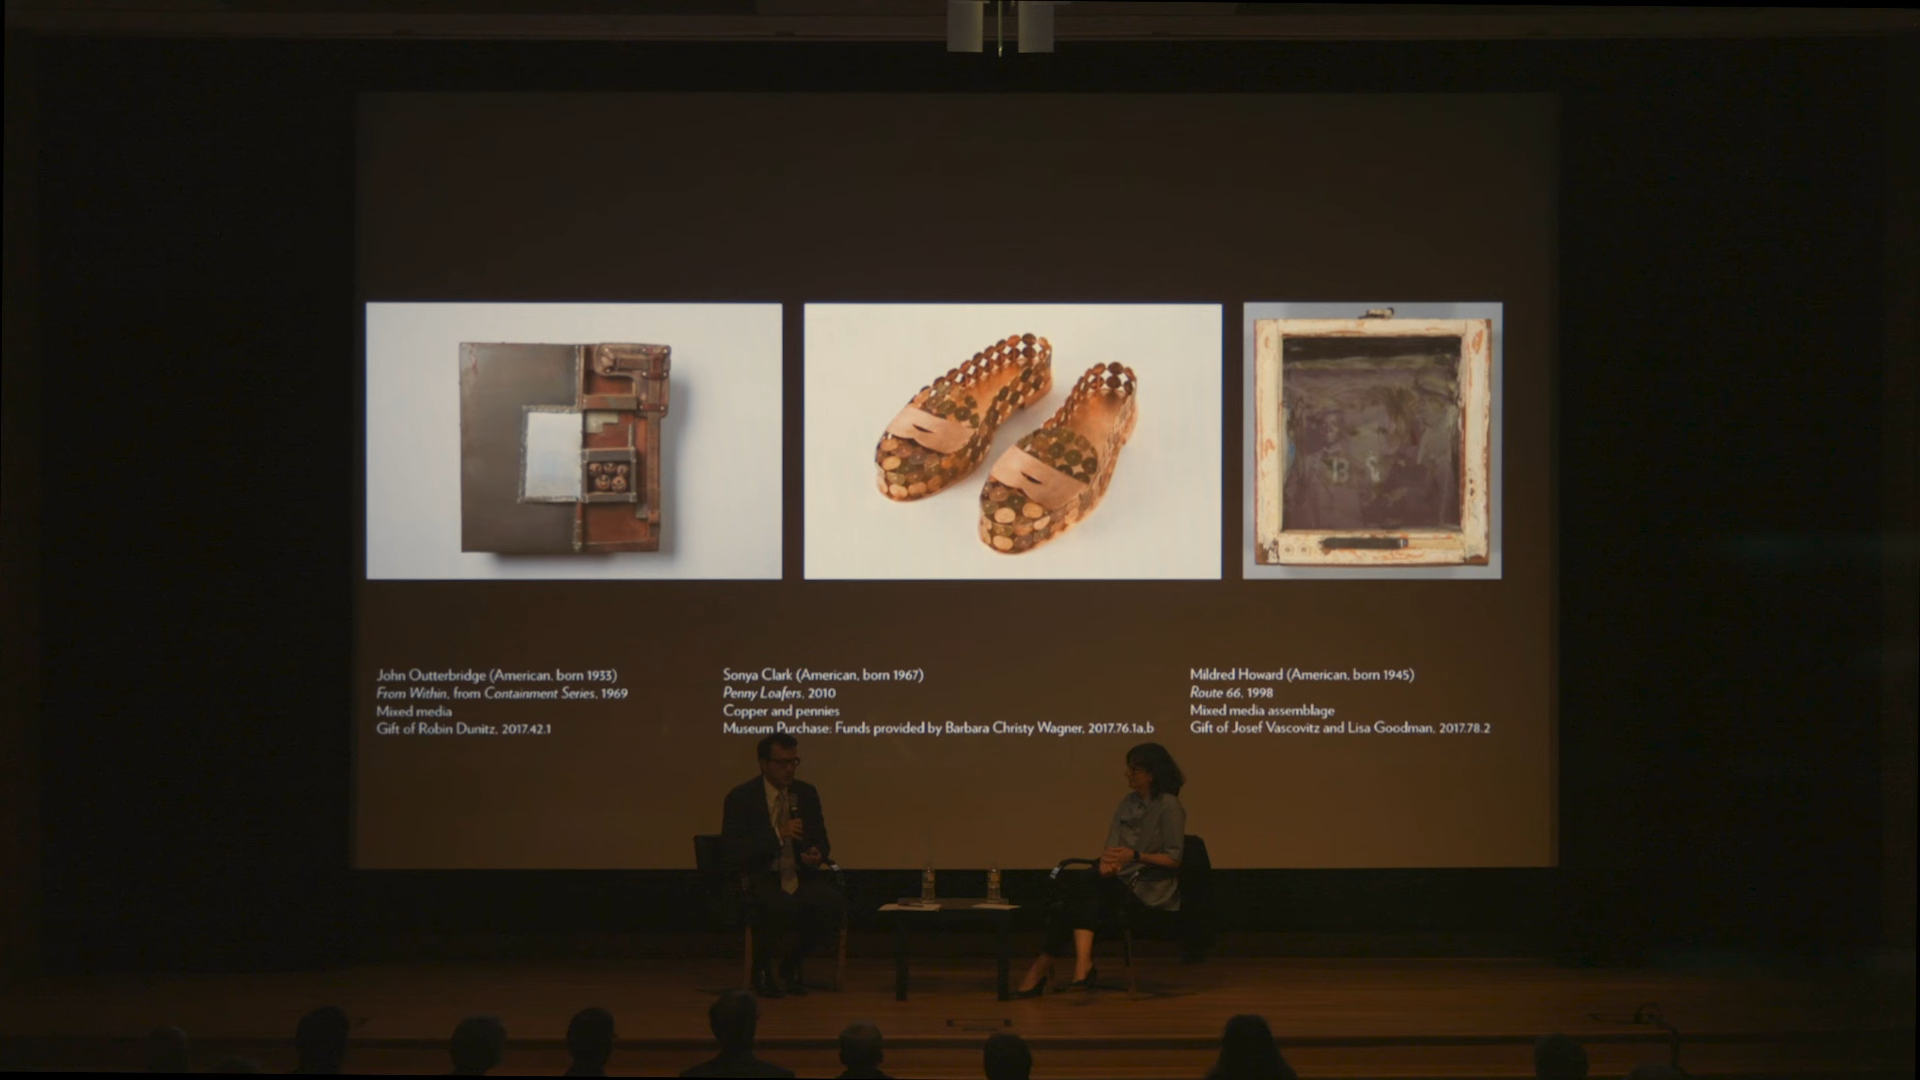 John Outterbridge (American, born 1933)
From Within, from Containment Series, 1969
Mixed media
Gift of Robin Dunitz, 2017.42.1
Sonya Clark (American, born 1967)
Penny Loafers, 2010
Copper and pennies
Museum Purchase: Funds provided by Barbara Christy Wagner, 2017.76.1a,b
Mildred Howard (American, born 1945)
Route 66, 1998
Mixed media assemblage
Gift of Josef Vascovitz and Lisa Goodman, 2017.78.2